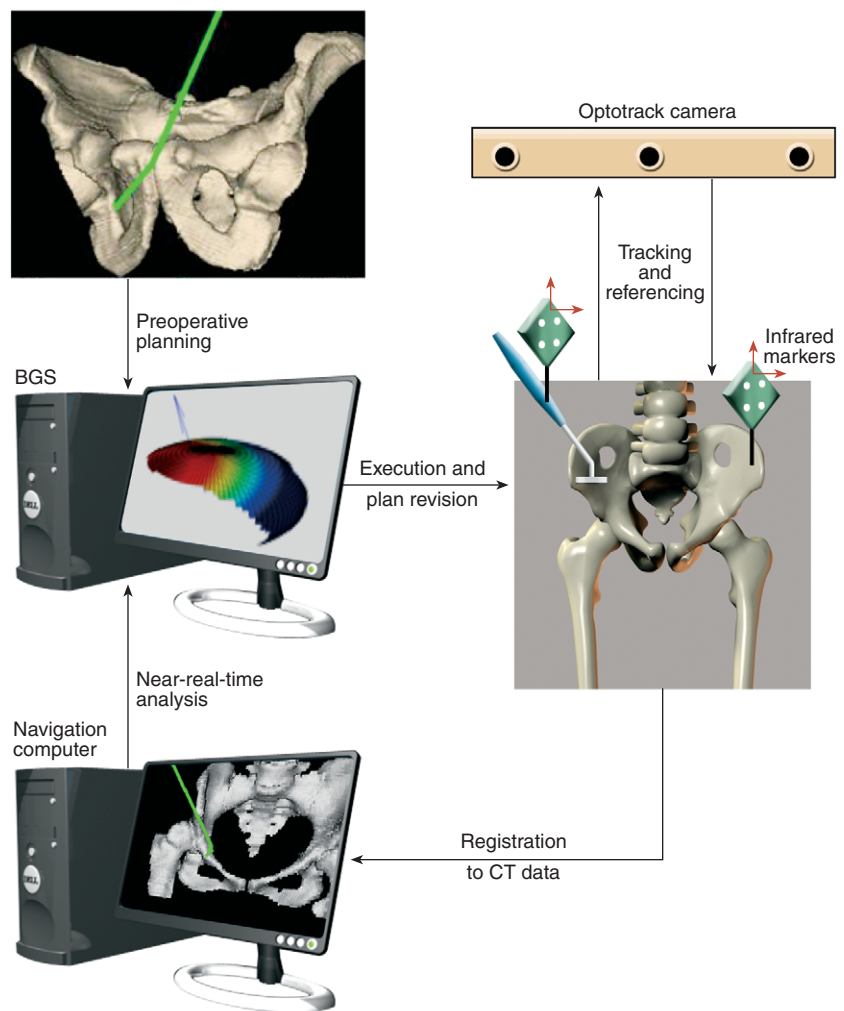 Optotrack camera
Tracking
and
referencing
Preoperative
planning
Infrared
markers
BGS
Execution and
plan revision
DELL
Near-real-time
analysis
Navigation
computer
Registration
to CT data
DELL